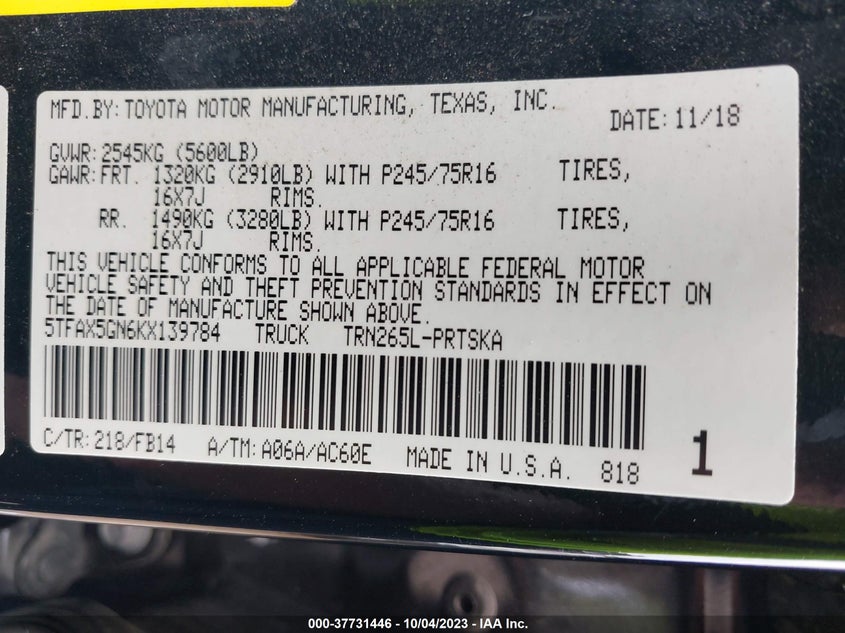 MFD.BY: TOYOTA MOTOR MANUFACTURING, TEXAS, INC.
DATE: 11/18
GVWR: 2545KG (5600LB)
GAWR: FRT. 1320KG (2910LB) WITH P245/75R16 TIRES,
16X7J RIMS.
RR. 1490KG (3280LB) WITH P245/75R16 TIRES,
16X7J RIMS.
THIS VEHICLE CONFORMS TO ALL APPLICABLE FEDERAL MOTOR
VEHICLE SAFETY AND THEFT PREVENTION STANDARDS IN EFFECT ON
THE DATE OF MANUFACTURE SHOWN ABOVE.
5TFAX5GN6KX139784 TRUCK TRN265L-PRTSKA
C/TR: 218/FB14 A/TM: A06A/AC60E MADE IN U.S.A. 818 1
000-37731446 - 10/04/2023 - IAA Inc.